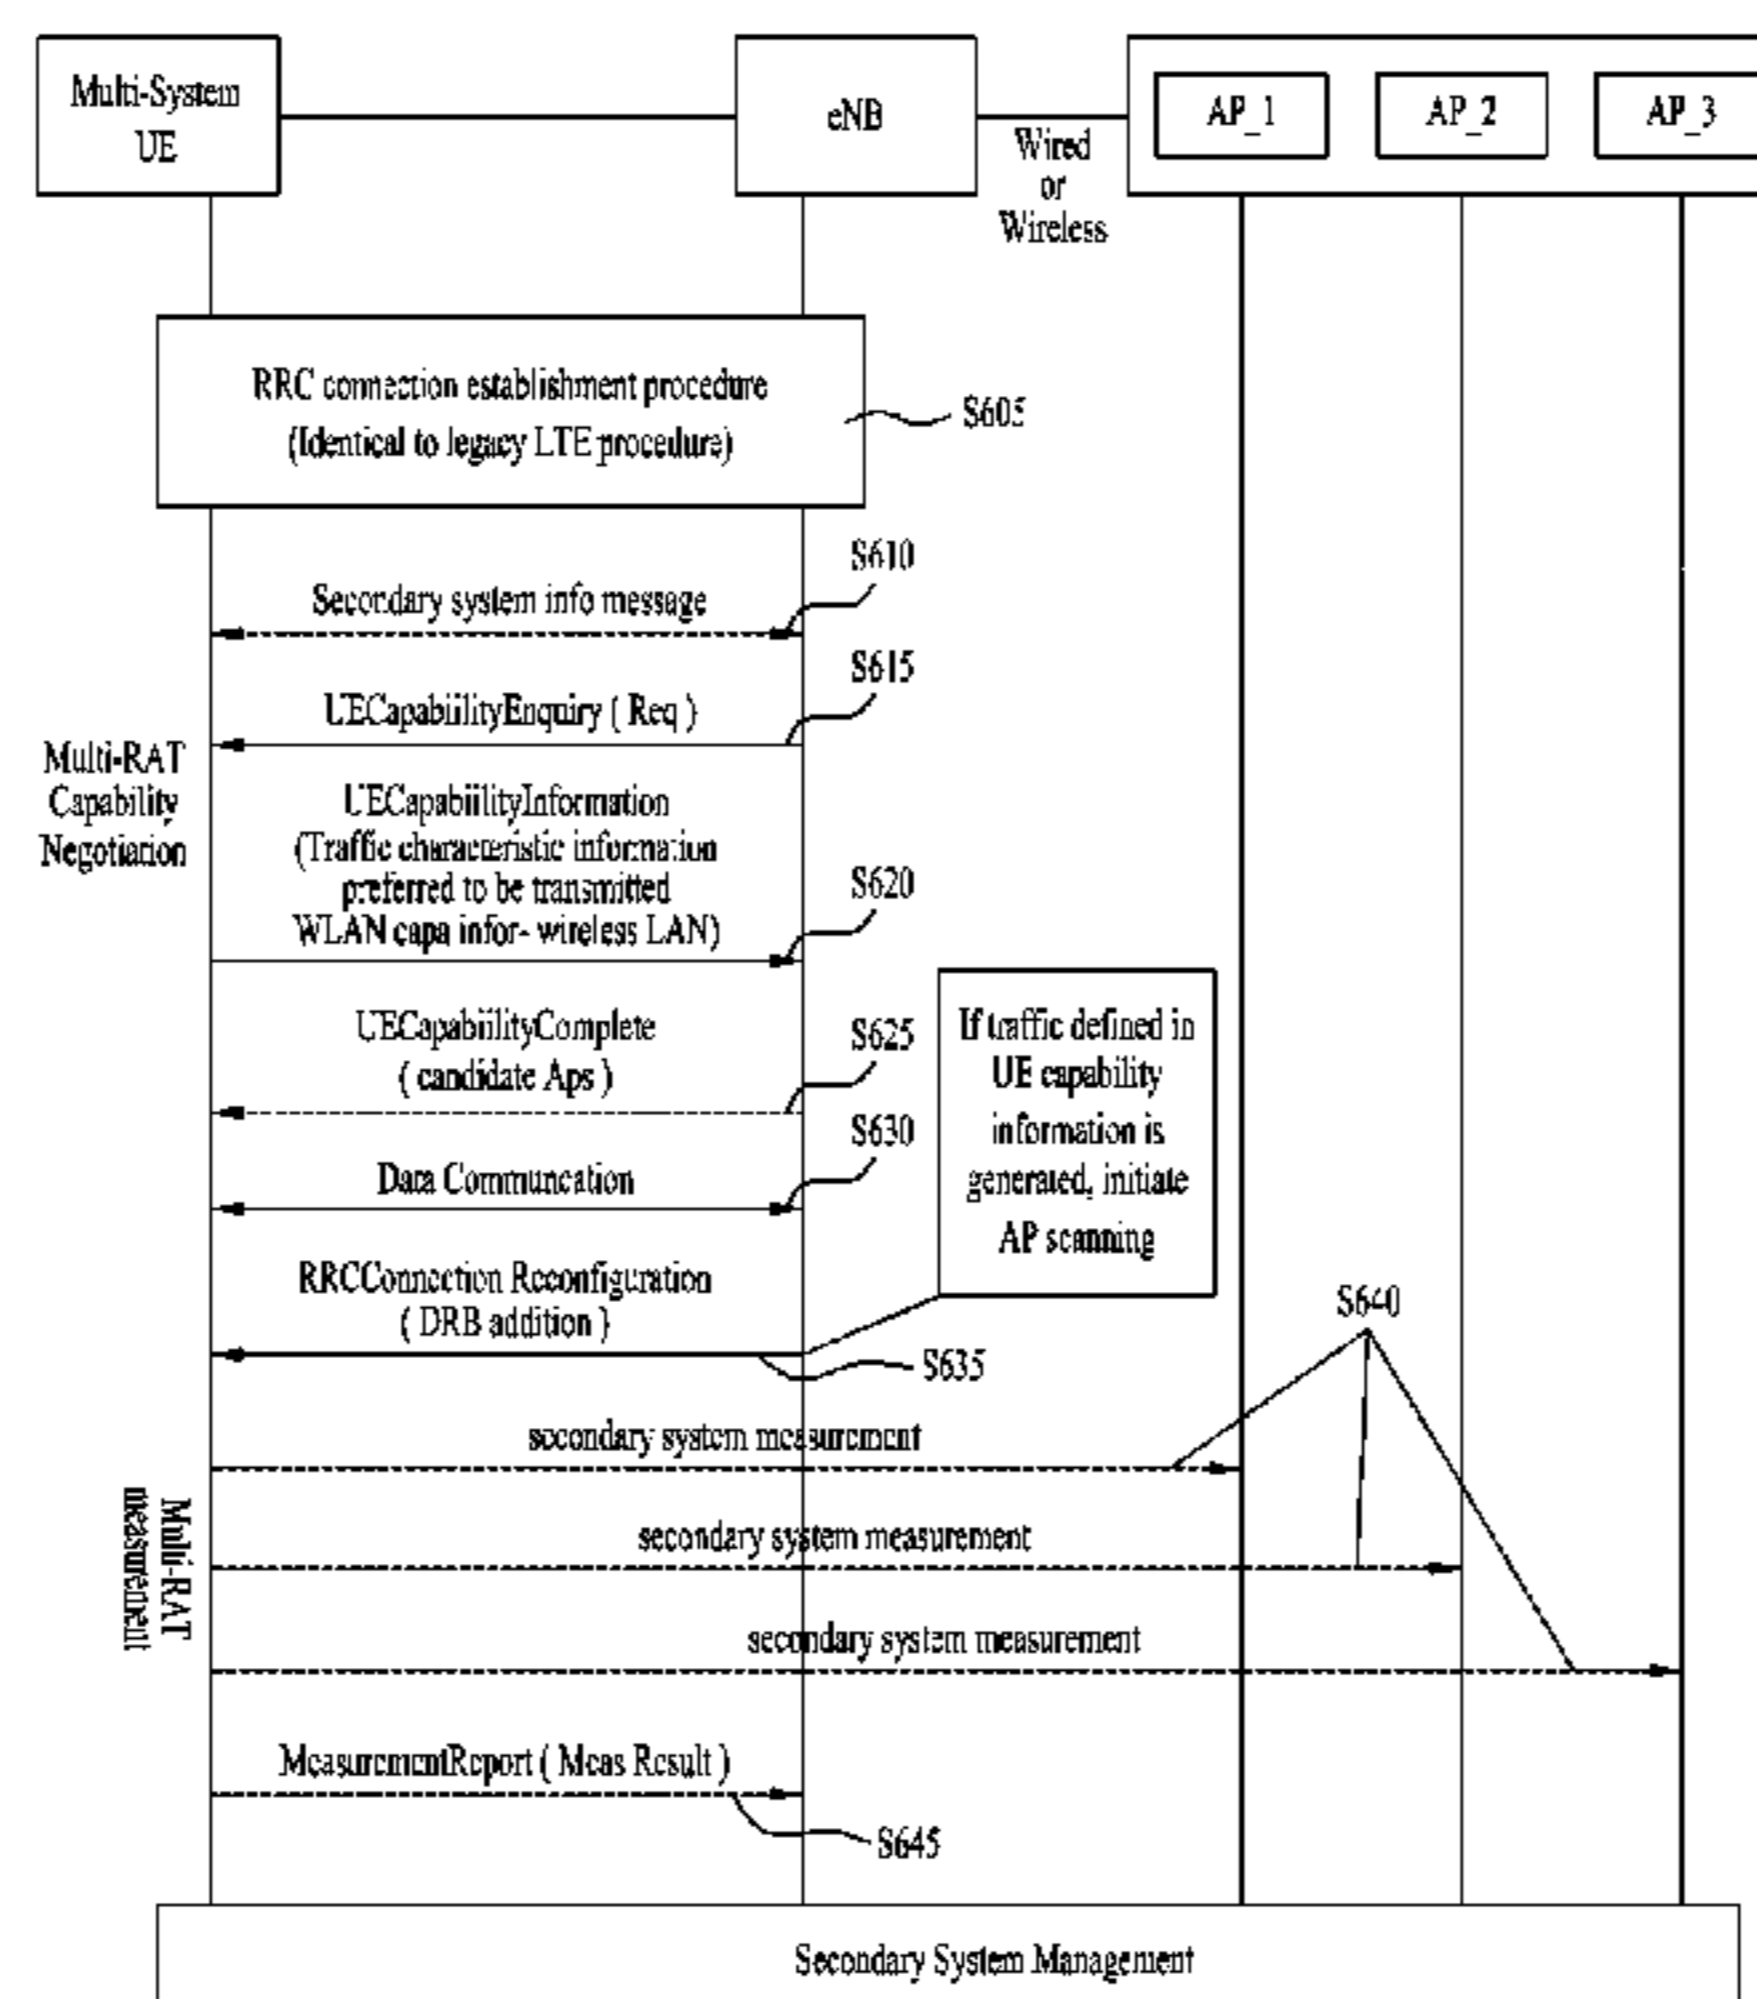 Multi-System
UE
eNB
Wired
or
Wireless
AP_1
AP_2
AP_3
RRC connection establishment procedure
(Identical to legacy LTE procedure)
S605
Secondary system info message
S610
UECapabiilityEnquiry ( Req )
S615
Multi-RAT
Capability
Negotiation
UECapabiilityInformation
(Traffic characteristic information
preferred to be transmitted
WLAN capa infor- wireless LAN)
S620
UECapabiilityComplete
( candidate Aps )
S625
If traffic defined in
UE capability
information is
generated, initiate
AP scanning
Data Communcation
S630
RRCConnection Reconfiguration
( DRB addition )
S635
S640
secondary system measurement
secondary system measurement
secondary system measurement
Multi-RAT
measurement
MeasurementReport ( Meas Result )
S645
Secondary System Management